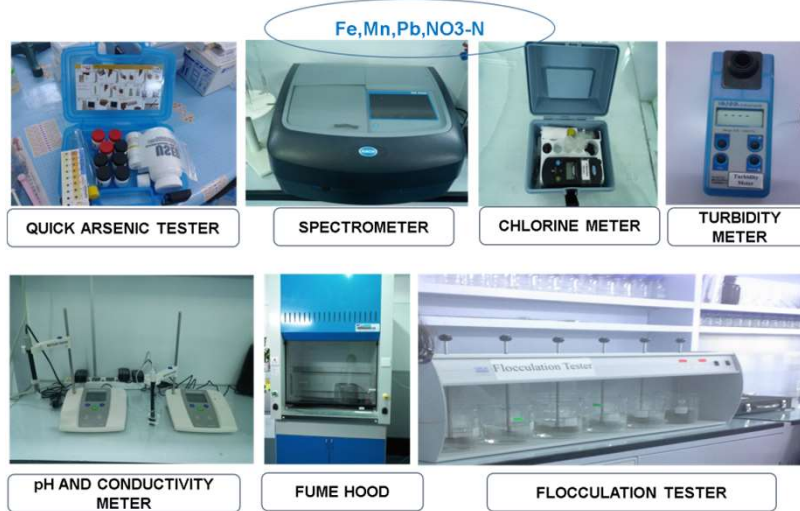 Fe,Mn,Pb,NO3-N
HACH
QUICK ARSENIC TESTER
SPECTROMETER
CHLORINE METER
Turbidity
Meter
TURBIDITY
METER
Flocculation Tester
pH AND CONDUCTIVITY
METER
FUME HOOD
FLOCCULATION TESTER